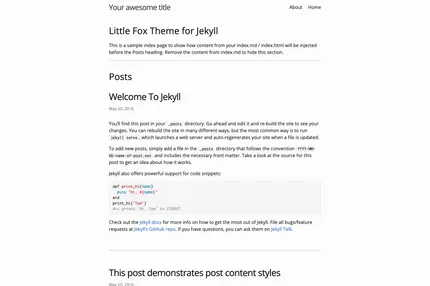 Your awesome title
About Home
Little Fox Theme for Jekyll
This is a sample index page to show how content from your index.md / index.html will be injected
before the Posts heading. Remove the content from index.md to hide this section.
Posts
Welcome To Jekyll
May 20, 2016
You'll find this post in your _posts directory. Go ahead and edit it and re-build the site to see your
changes. You can rebuild the site in many different ways, but the most common way is to run
jekyll serve, which launches a web server and auto-regenerates your site when a file is updated.
To add new posts, simply add a file in the _posts directory that follows the convention YYYY-MM-
DD-name-of-post.ext and includes the necessary front matter. Take a look at the source for this
post to get an idea about how it works.
Jekyll also offers powerful support for code snippets:
def print_hi(name)
puts "Hi, #{name}"
end
print_hi('Tom')
#=> prints 'Hi, Tom' to STDOUT.
Check out the Jekyll docs for more info on how to get the most out of Jekyll. File all bugs/feature
requests at Jekyll's GitHub repo. If you have questions, you can ask them on Jekyll Talk.
This post demonstrates post content styles